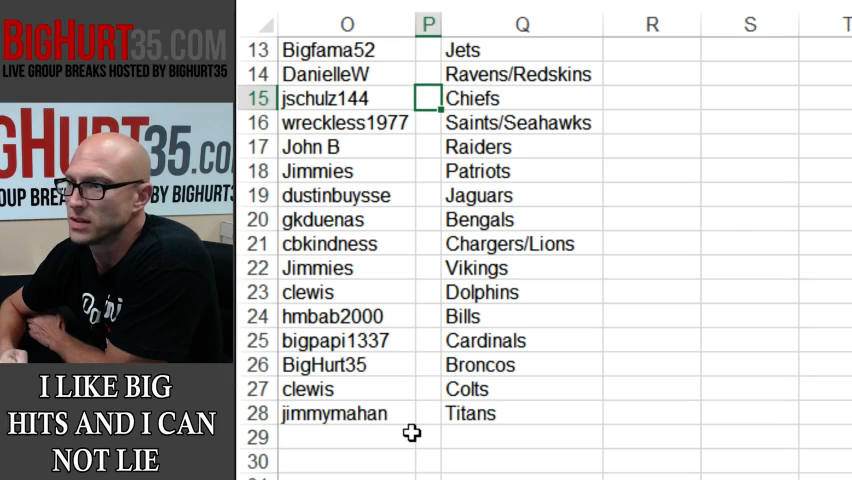 BIGHURT35.COM
LIVE GROUP BREAKS HOSTED BY BIGHURT35
O P Q R S T
13 Bigfama52 Jets
14 DanielleW Ravens/Redskins
15 jschulz144 Chiefs
16 wreckless1977 Saints/Seahawks
17 John B Raiders
18 Jimmies Patriots
19 dustinbuysse Jaguars
20 gkduenas Bengals
21 cbkindness Chargers/Lions
22 Jimmies Vikings
23 clewis Dolphins
24 hmbab2000 Bills
25 bigpapi1337 Cardinals
26 BigHurt35 Broncos
27 clewis Colts
28 jimmymahan Titans
29
30
I LIKE BIG
HITS AND I CAN
NOT LIE